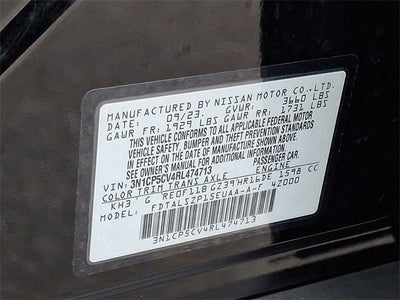 MANUFACTURED BY NISSAN MOTOR CO.,LTD.
DATE: 09/23. GVWR: 3660 LBS
GAWR FR: 1929 LBS GAWR RR: 1731 LBS
THIS VEHICLE CONFORMS TO ALL APPLICABLE FEDERAL MOTOR
VEHICLE SAFETY, BUMPER, AND THEFT PREVENTION STANDARDS
IN EFFECT ON THE DATE OF MANUFACTURE SHOWN ABOVE.
SEE OWNER'S MANUAL FOR ADDITIONAL INFORMATION.
VIN: 3N1CP5CV4RL474713 PASSENGER CAR
COLOR TRIM TRANS AXLE ENGINE
KH3 G RE0F11B G239 HR16DE 1598 CC
MODEL: FDTALSZP15EUAA-A-F 42000
3N1CP5CV4RL474713